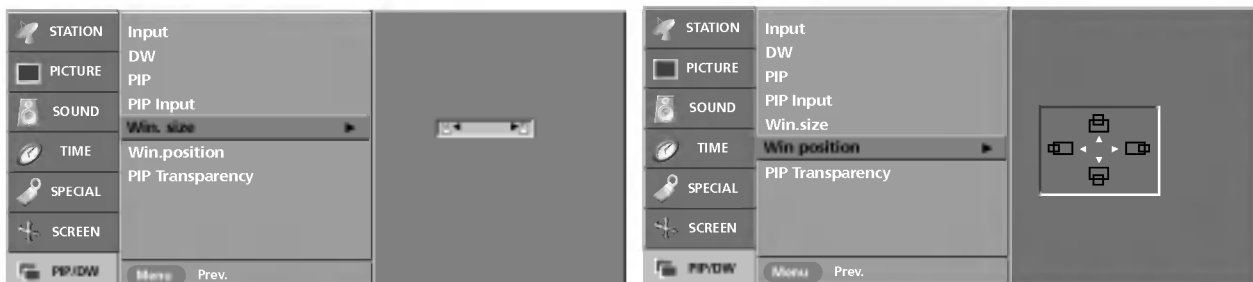 STATION
PICTURE
SOUND
TIME
SPECIAL
SCREEN
PIP/DW
Input
DW
PIP
PIP Input
Win. size
Win.position
PIP Transparency
Menu Prev.
STATION
PICTURE
SOUND
TIME
SPECIAL
SCREEN
PIP/DW
Input
DW
PIP
PIP Input
Win.size
Win position
PIP Transparency
Menu Prev.